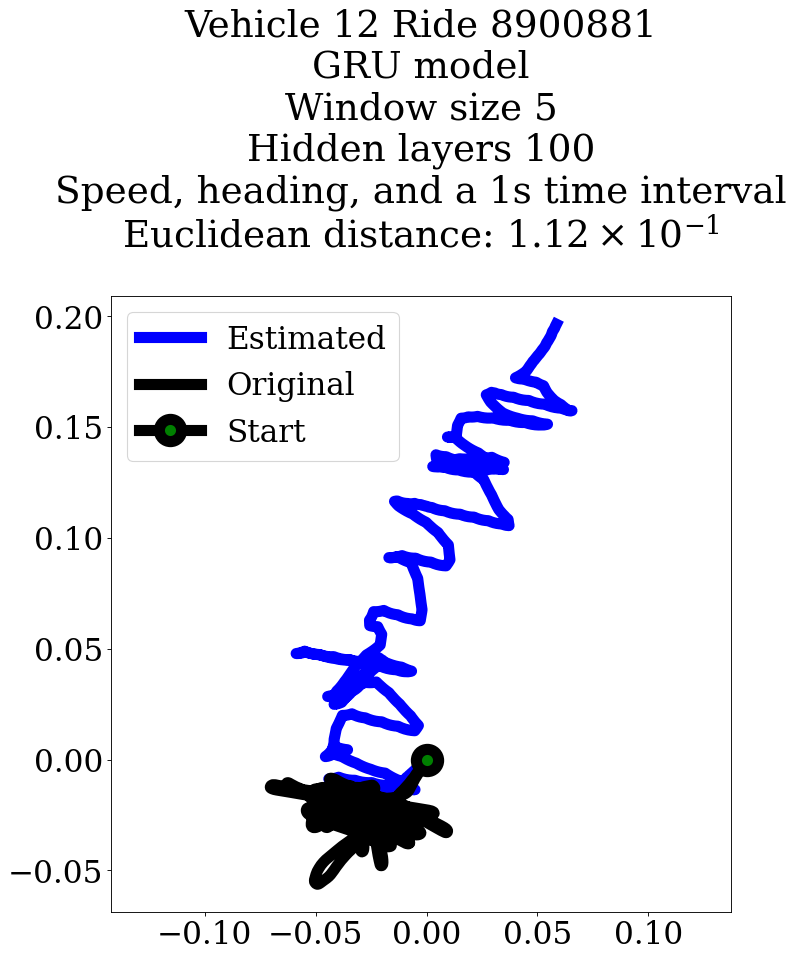 Vehicle 12 Ride 8900881
GRU model
Window size 5
Hidden layers 100
Speed, heading, and a 1s time interval
Euclidean distance: 1.12 × 10⁻¹
Estimated
Original
Start
0.20
0.15
0.10
0.05
0.00
−0.05
−0.10 −0.05 0.00 0.05 0.10